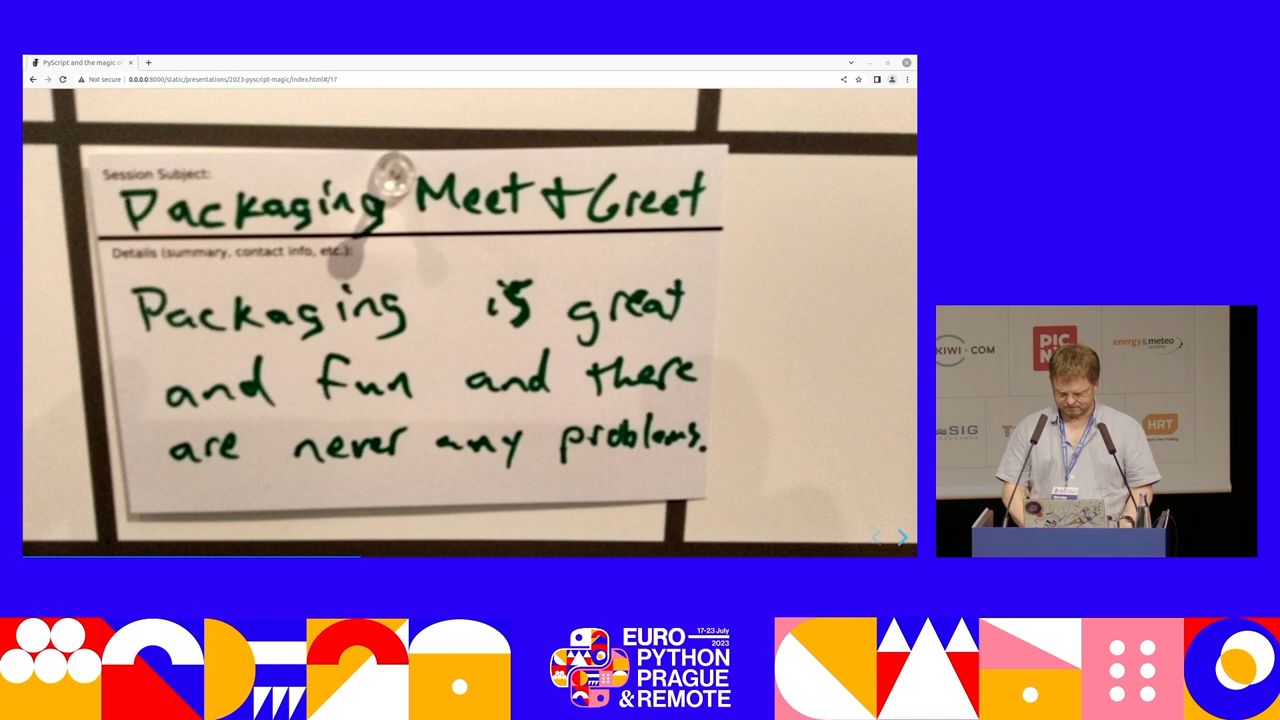 PyScript and the magic of
Not secure | 0.0.0.0:8000/static/presentations/2023-pyscript-magic/index.html#/17
Session Subject:
Packaging Meet + Greet
Details (summary, contact info, etc.):
Packaging is great
and fun and there
are never any problems.
KIWI.COM
energy & meteo
systems
SIG
HRT
17-23 July
2023
EURO
PYTHON
PRAGUE
& REMOTE